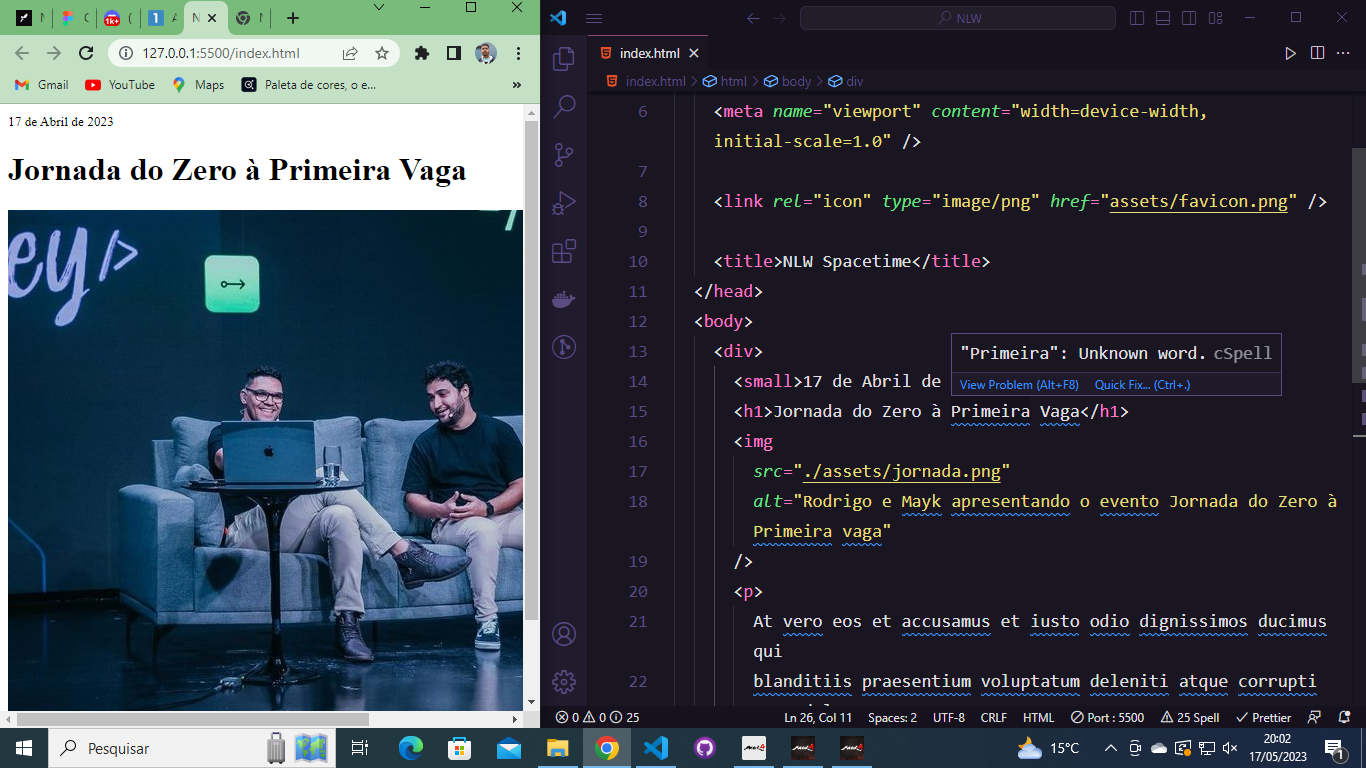 127.0.0.1:5500/index.html
Gmail
YouTube
Maps
Paleta de cores, o e...
»
17 de Abril de 2023
Jornada do Zero à Primeira Vaga
ey/>
NLW
index.html
index.html > html > body > div
6 <meta name="viewport" content="width=device-width,
initial-scale=1.0" />
7
8 <link rel="icon" type="image/png" href="assets/favicon.png" />
9
10 <title>NLW Spacetime</title>
11 </head>
12 <body>
13 <div>
"Primeira": Unknown word. cSpell
View Problem (Alt+F8) Quick Fix... (Ctrl+.)
14 <small>17 de Abril de
15 <h1>Jornada do Zero à Primeira Vaga</h1>
16 <img
17 src="./assets/jornada.png"
18 alt="Rodrigo e Mayk apresentando o evento Jornada do Zero à
Primeira vaga"
19 />
20 <p>
21 At vero eos et accusamus et iusto odio dignissimos ducimus
qui
22 blanditiis praesentium voluptatum deleniti atque corrupti
0 0 25
Ln 26, Col 11 Spaces: 2 UTF-8 CRLF HTML Port : 5500 25 Spell Prettier
Pesquisar
15°C
20:02
17/05/2023
1